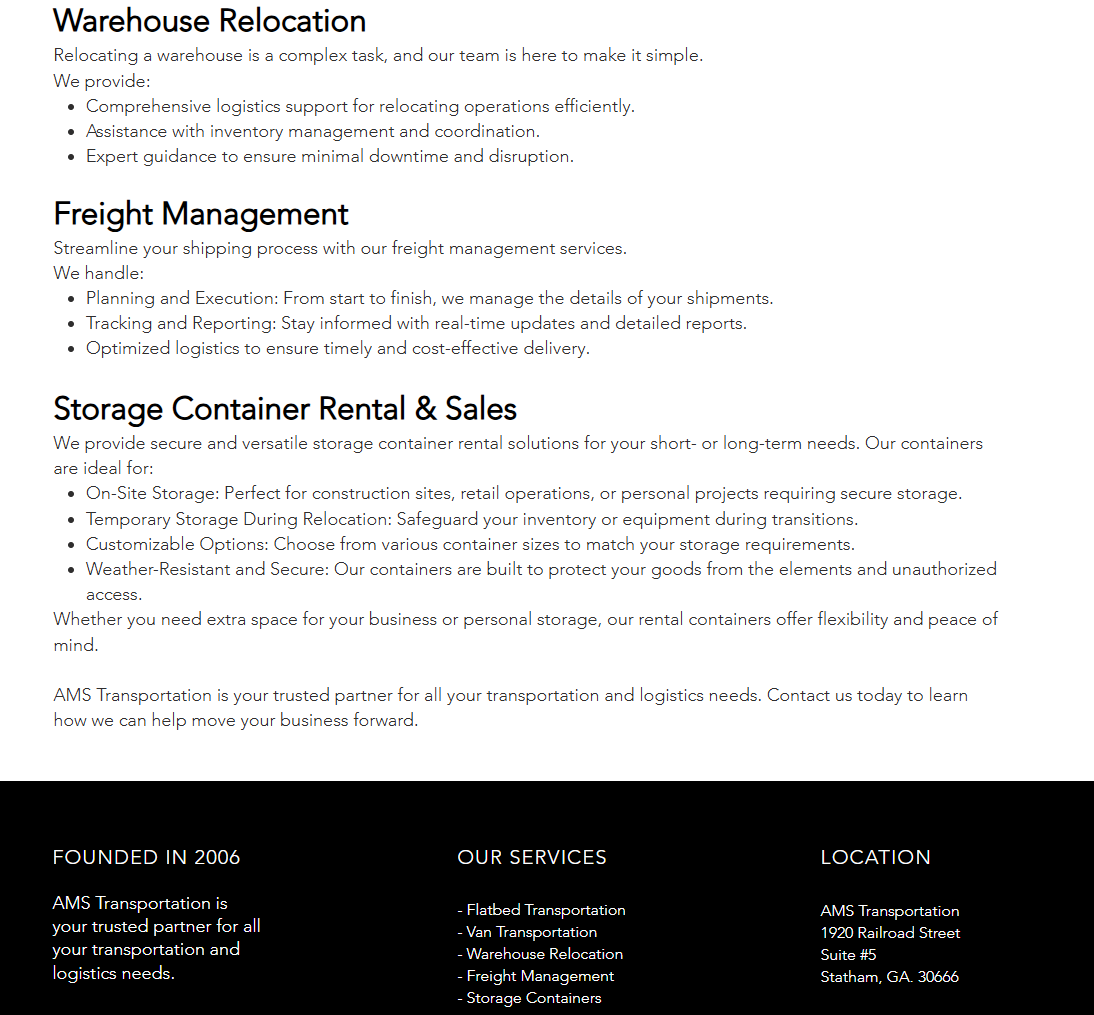 Warehouse Relocation
Relocating a warehouse is a complex task, and our team is here to make it simple.
We provide:
• Comprehensive logistics support for relocating operations efficiently.
• Assistance with inventory management and coordination.
• Expert guidance to ensure minimal downtime and disruption.
Freight Management
Streamline your shipping process with our freight management services.
We handle:
• Planning and Execution: From start to finish, we manage the details of your shipments.
• Tracking and Reporting: Stay informed with real-time updates and detailed reports.
• Optimized logistics to ensure timely and cost-effective delivery.
Storage Container Rental & Sales
We provide secure and versatile storage container rental solutions for your short- or long-term needs. Our containers
are ideal for:
• On-Site Storage: Perfect for construction sites, retail operations, or personal projects requiring secure storage.
• Temporary Storage During Relocation: Safeguard your inventory or equipment during transitions.
• Customizable Options: Choose from various container sizes to match your storage requirements.
• Weather-Resistant and Secure: Our containers are built to protect your goods from the elements and unauthorized
access.
Whether you need extra space for your business or personal storage, our rental containers offer flexibility and peace of
mind.
AMS Transportation is your trusted partner for all your transportation and logistics needs. Contact us today to learn
how we can help move your business forward.
FOUNDED IN 2006
AMS Transportation is
your trusted partner for all
your transportation and
logistics needs.
OUR SERVICES
- Flatbed Transportation
- Van Transportation
- Warehouse Relocation
- Freight Management
- Storage Containers
LOCATION
AMS Transportation
1920 Railroad Street
Suite #5
Statham, GA. 30666